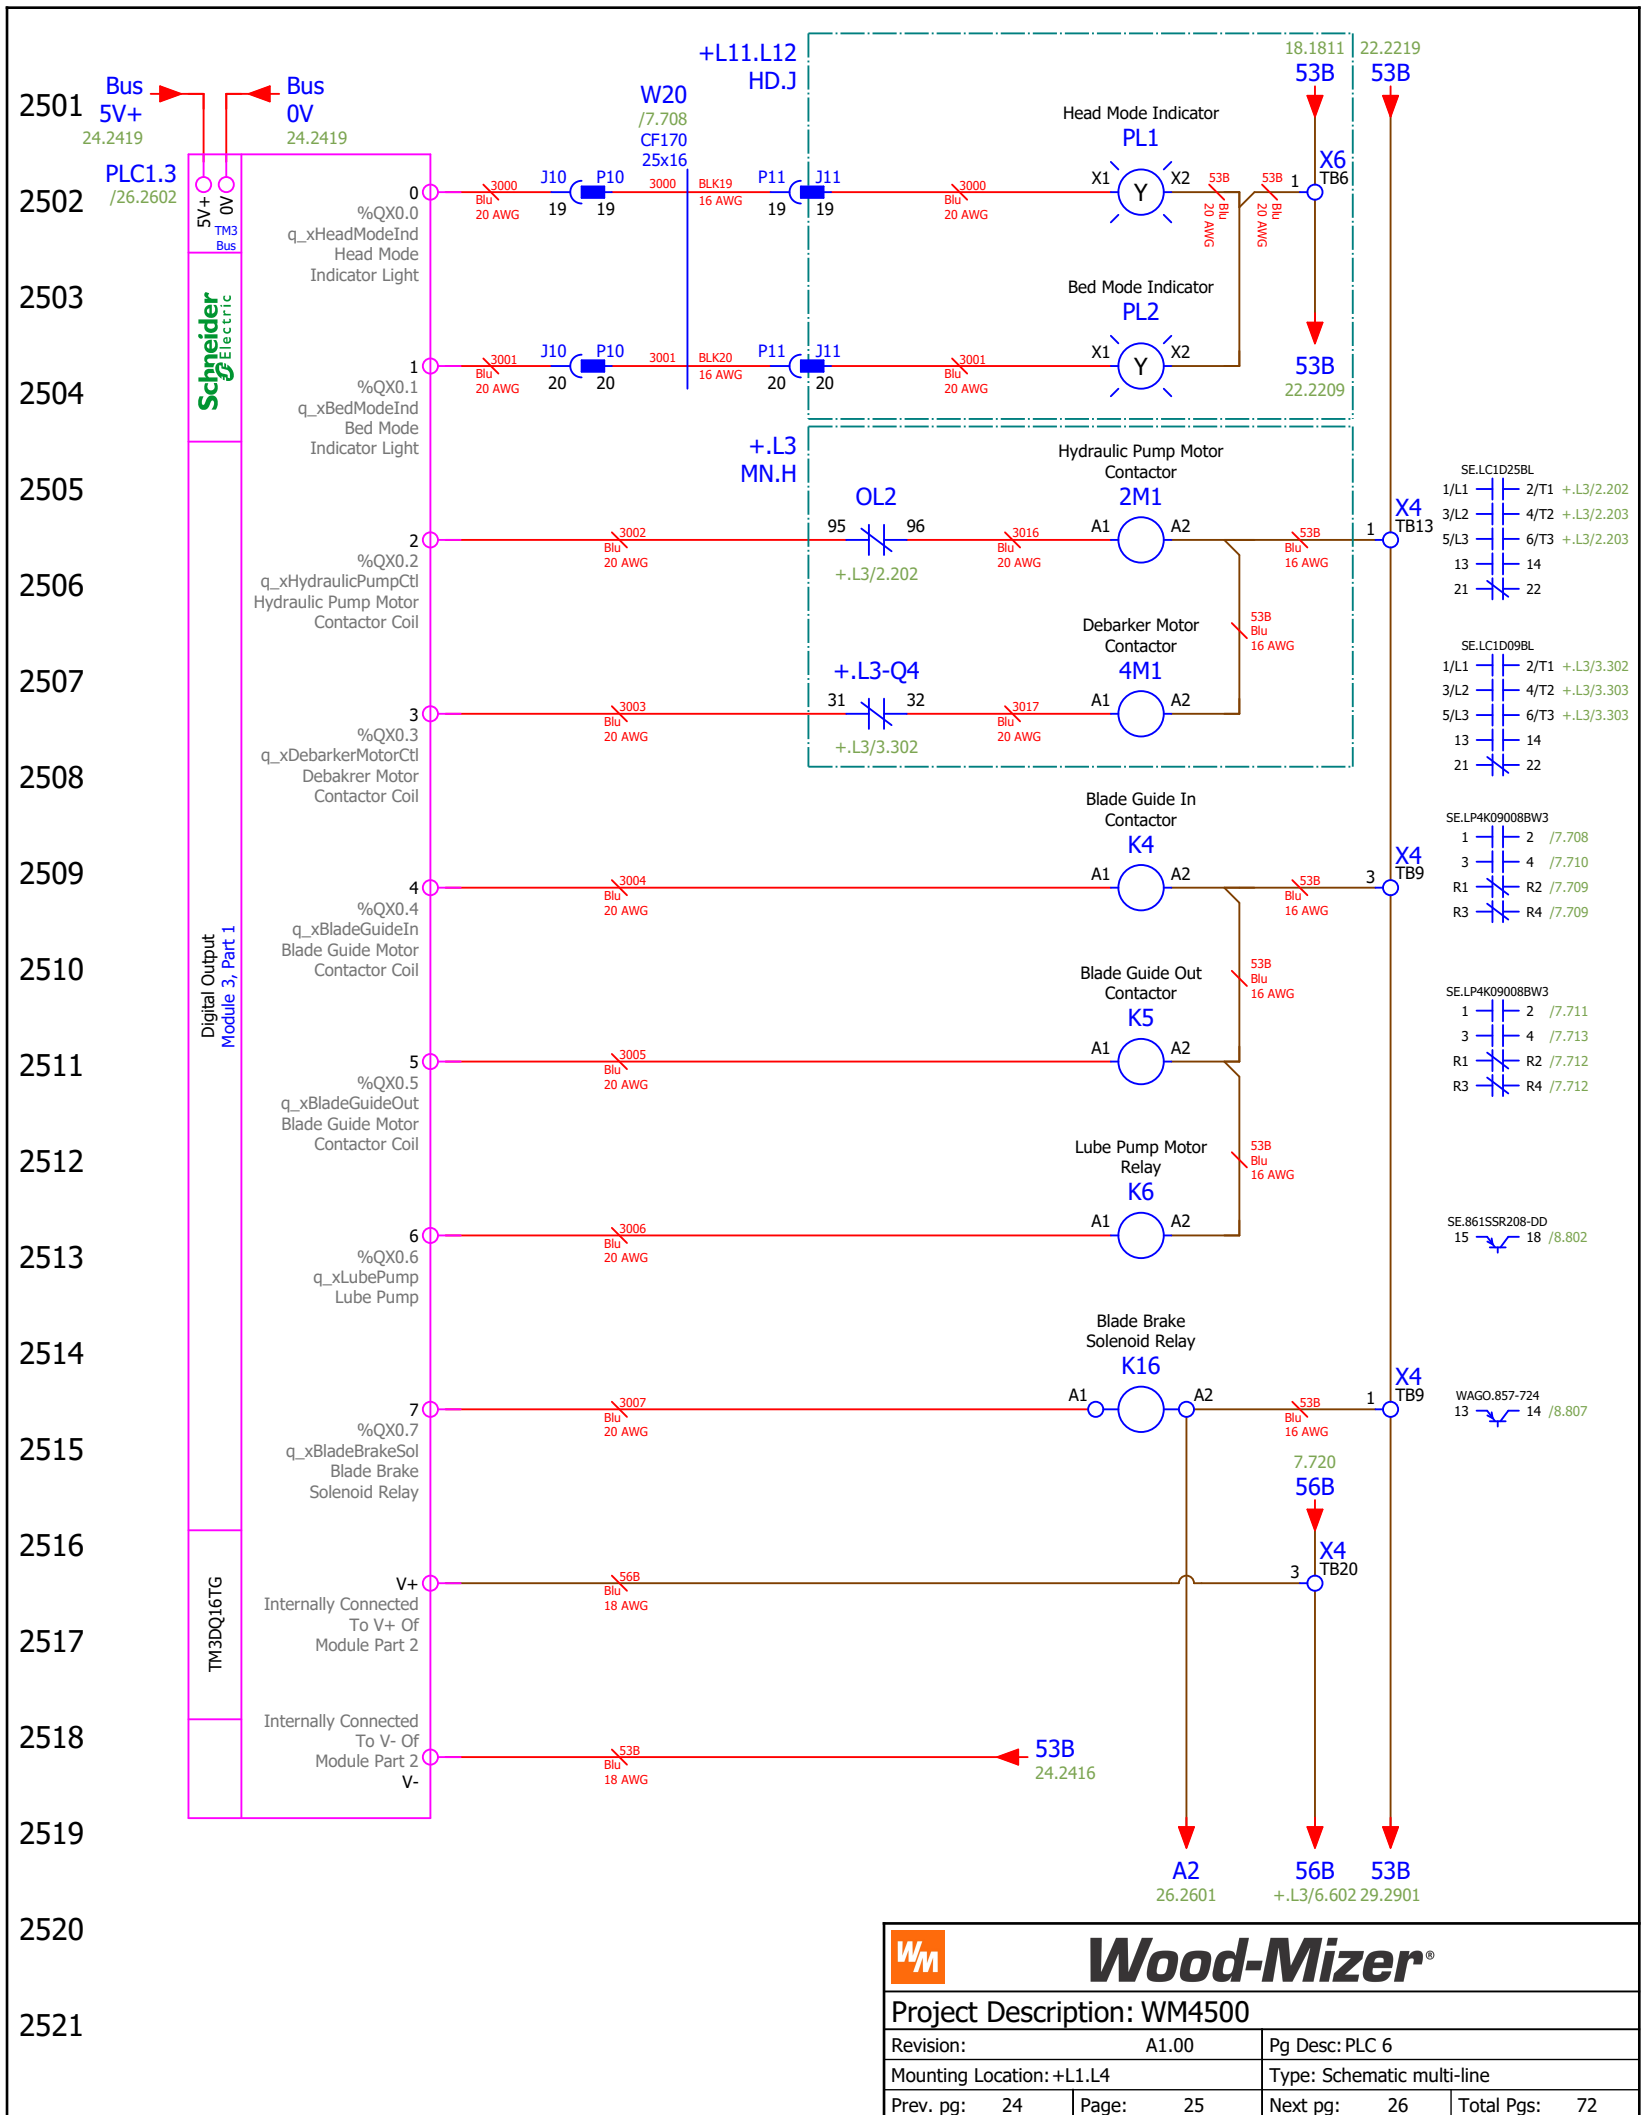 +L11.L12
HD.J
18.1811 22.2219
53B 53B
2501
Bus
5V+
24.2419
Bus
0V
24.2419
W20
/7.708
CF170
25x16
Head Mode Indicator
PL1
PLC1.3
/26.2602
5V+
0V
TM3
Bus
2502
0
3000
Blu
20 AWG
J10 P10
19 19
3000 BLK19
16 AWG
P11 J11
19 19
3000
Blu
20 AWG
X1 Y X2
53B
Blu
20 AWG
53B
Blu
20 AWG
1
X6
TB6
%QX0.0
q_xHeadModeInd
Head Mode
Indicator Light
2503
Schneider
Electric
Bed Mode Indicator
PL2
1
3001
Blu
20 AWG
J10 P10
20 20
3001 BLK20
16 AWG
P11 J11
20 20
3001
Blu
20 AWG
X1 Y X2
53B
22.2209
2504
%QX0.1
q_xBedModeInd
Bed Mode
Indicator Light
+.L3
MN.H
Hydraulic Pump Motor
Contactor
2M1
2505
OL2
95 96
+.L3/2.202
2
3002
Blu
20 AWG
3016
Blu
20 AWG
A1 A2
53B
Blu
16 AWG
1
X4
TB13
SE.LC1D25BL
1/L1 2/T1 +.L3/2.202
3/L2 4/T2 +.L3/2.203
5/L3 6/T3 +.L3/2.203
13 14
21 22
2506
%QX0.2
q_xHydraulicPumpCtl
Hydraulic Pump Motor
Contactor Coil
53B
Blu
16 AWG
Debarker Motor
Contactor
4M1
2507
+.L3-Q4
31 32
+.L3/3.302
3
3003
Blu
20 AWG
3017
Blu
20 AWG
A1 A2
SE.LC1D09BL
1/L1 2/T1 +.L3/3.302
3/L2 4/T2 +.L3/3.303
5/L3 6/T3 +.L3/3.303
13 14
21 22
%QX0.3
q_xDebarkerMotorCtl
Debakrer Motor
Contactor Coil
2508
Blade Guide In
Contactor
K4
2509
4
3004
Blu
20 AWG
A1 A2
53B
Blu
16 AWG
3
X4
TB9
SE.LP4K09008BW3
1 2 /7.708
3 4 /7.710
R1 R2 /7.709
R3 R4 /7.709
%QX0.4
q_xBladeGuideIn
Blade Guide Motor
Contactor Coil
Digital Output
Module 3, Part 1
2510
53B
Blu
16 AWG
Blade Guide Out
Contactor
K5
2511
5
3005
Blu
20 AWG
A1 A2
SE.LP4K09008BW3
1 2 /7.711
3 4 /7.713
R1 R2 /7.712
R3 R4 /7.712
%QX0.5
q_xBladeGuideOut
Blade Guide Motor
Contactor Coil
2512
53B
Blu
16 AWG
Lube Pump Motor
Relay
K6
2513
6
3006
Blu
20 AWG
A1 A2
SE.861SSR208-DD
15 18 /8.802
%QX0.6
q_xLubePump
Lube Pump
2514
Blade Brake
Solenoid Relay
K16
7
3007
Blu
20 AWG
A1 A2
53B
Blu
16 AWG
1
X4
TB9
WAGO.857-724
13 14 /8.807
2515
%QX0.7
q_xBladeBrakeSol
Blade Brake
Solenoid Relay
7.720
56B
2516
X4
TB20
3
TM3DQ16TG
V+
56B
Blu
18 AWG
Internally Connected
To V+ Of
Module Part 2
2517
2518
Internally Connected
To V- Of
Module Part 2
V-
53B
Blu
18 AWG
53B
24.2416
2519
A2 56B 53B
26.2601 +.L3/6.602 29.2901
2520
WM Wood-Mizer®
Project Description: WM4500
2521
Revision: A1.00 Pg Desc: PLC 6
Mounting Location: +L1.L4 Type: Schematic multi-line
Prev. pg: 24 Page: 25 Next pg: 26 Total Pgs: 72